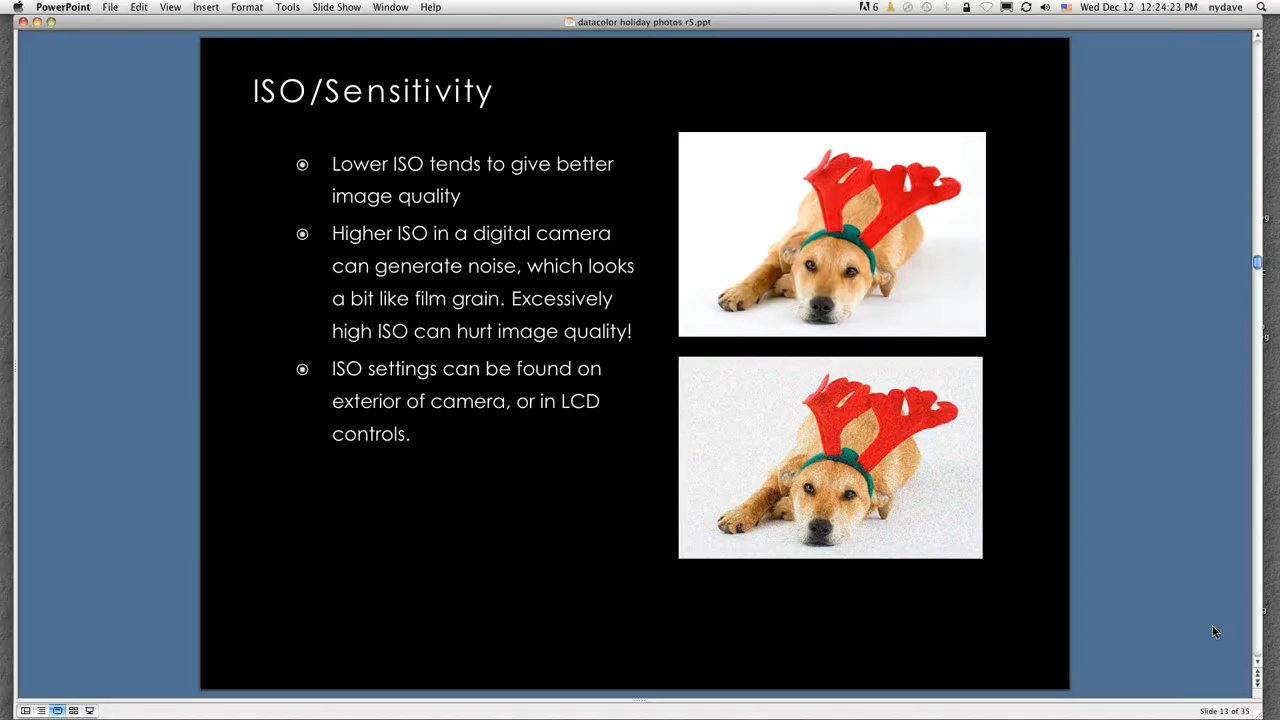 PowerPoint File Edit View Insert Format Tools Slide Show Window Help 6 Wed Dec 12 12:24:23 PM nydave
datacolor holiday photos r5.ppt
ISO/Sensitivity
Lower ISO tends to give better
image quality
Higher ISO in a digital camera
can generate noise, which looks
a bit like film grain. Excessively
high ISO can hurt image quality!
ISO settings can be found on
exterior of camera, or in LCD
controls.
Slide 13 of 35